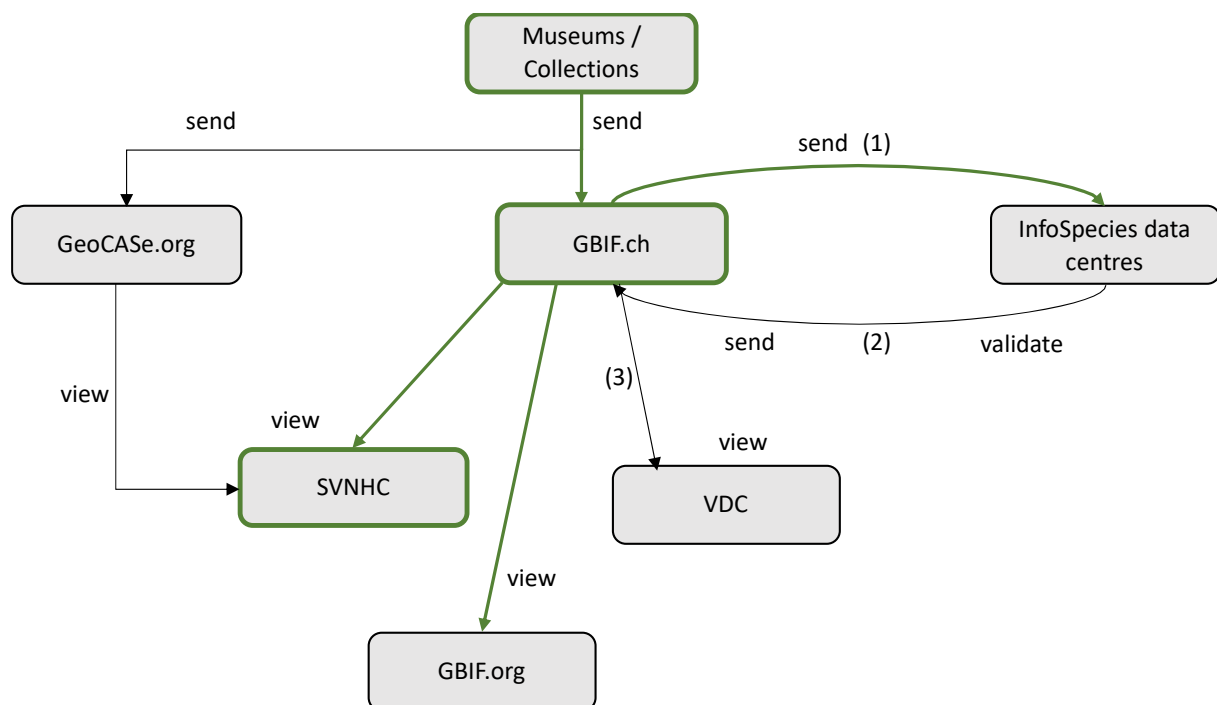 Museums /
Collections
send
send
send (1)
GeoCASe.org
GBIF.ch
InfoSpecies data
centres
send
(2)
validate
(3)
view
view
view
SVNHC
VDC
view
GBIF.org